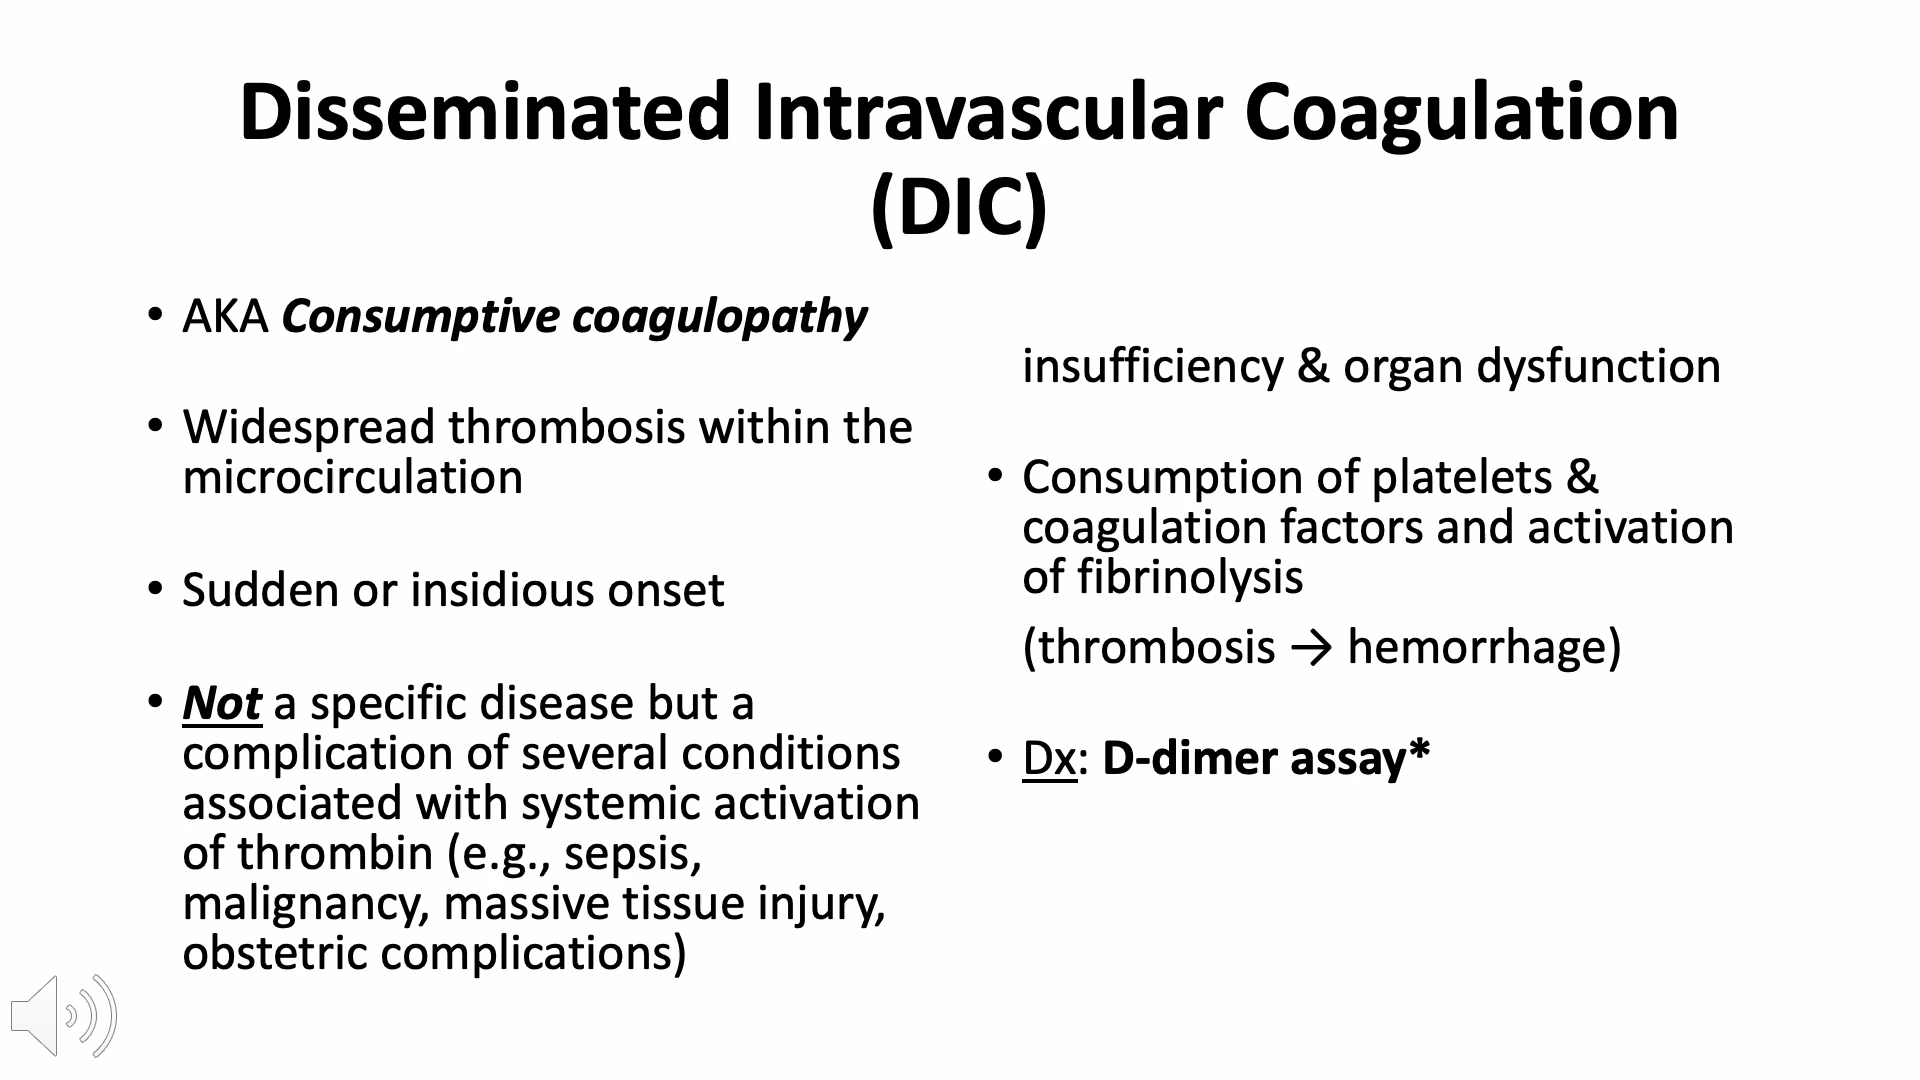 Disseminated Intravascular Coagulation
(DIC)
• AKA Consumptive coagulopathy
• Widespread thrombosis within the
microcirculation
• Sudden or insidious onset
• Not a specific disease but a
complication of several conditions
associated with systemic activation
of thrombin (e.g., sepsis,
malignancy, massive tissue injury,
obstetric complications)
insufficiency & organ dysfunction
• Consumption of platelets &
coagulation factors and activation
of fibrinolysis
(thrombosis → hemorrhage)
• Dx: D-dimer assay*